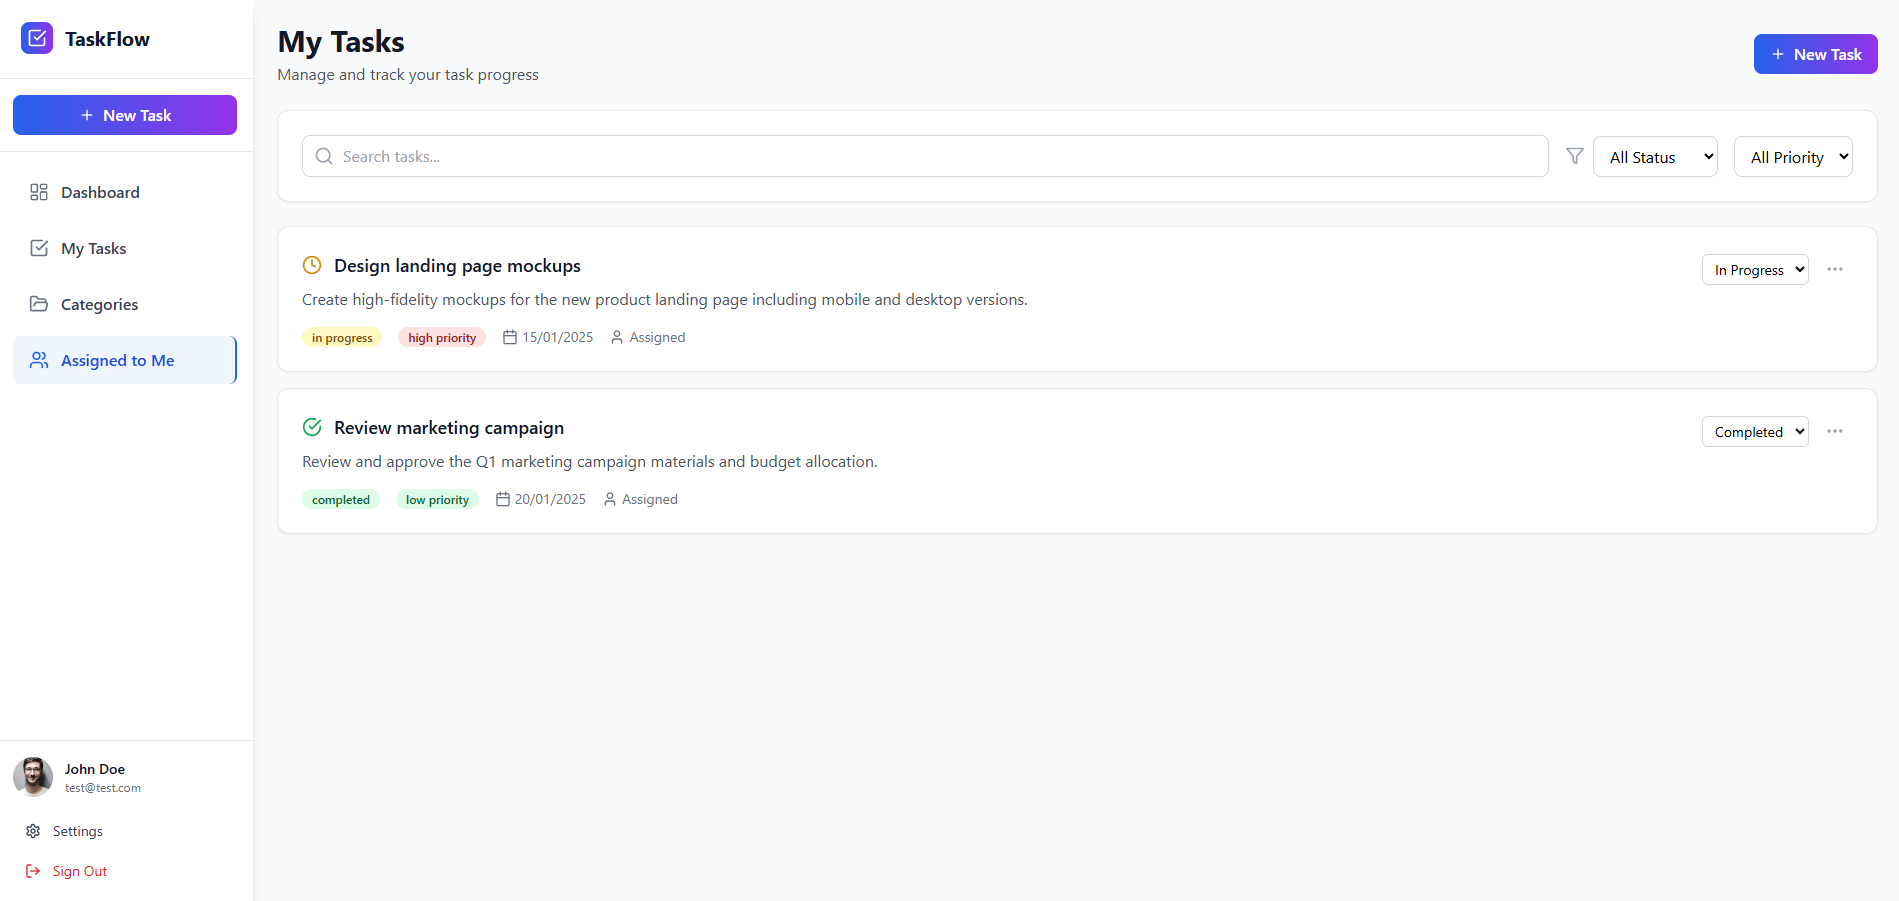 TaskFlow
New Task
Dashboard
My Tasks
Categories
Assigned to Me
John Doe
test@test.com
Settings
Sign Out
My Tasks
Manage and track your task progress
New Task
Search tasks...
All Status
All Priority
Design landing page mockups
In Progress
Create high-fidelity mockups for the new product landing page including mobile and desktop versions.
in progress high priority 15/01/2025 Assigned
Review marketing campaign
Completed
Review and approve the Q1 marketing campaign materials and budget allocation.
completed low priority 20/01/2025 Assigned